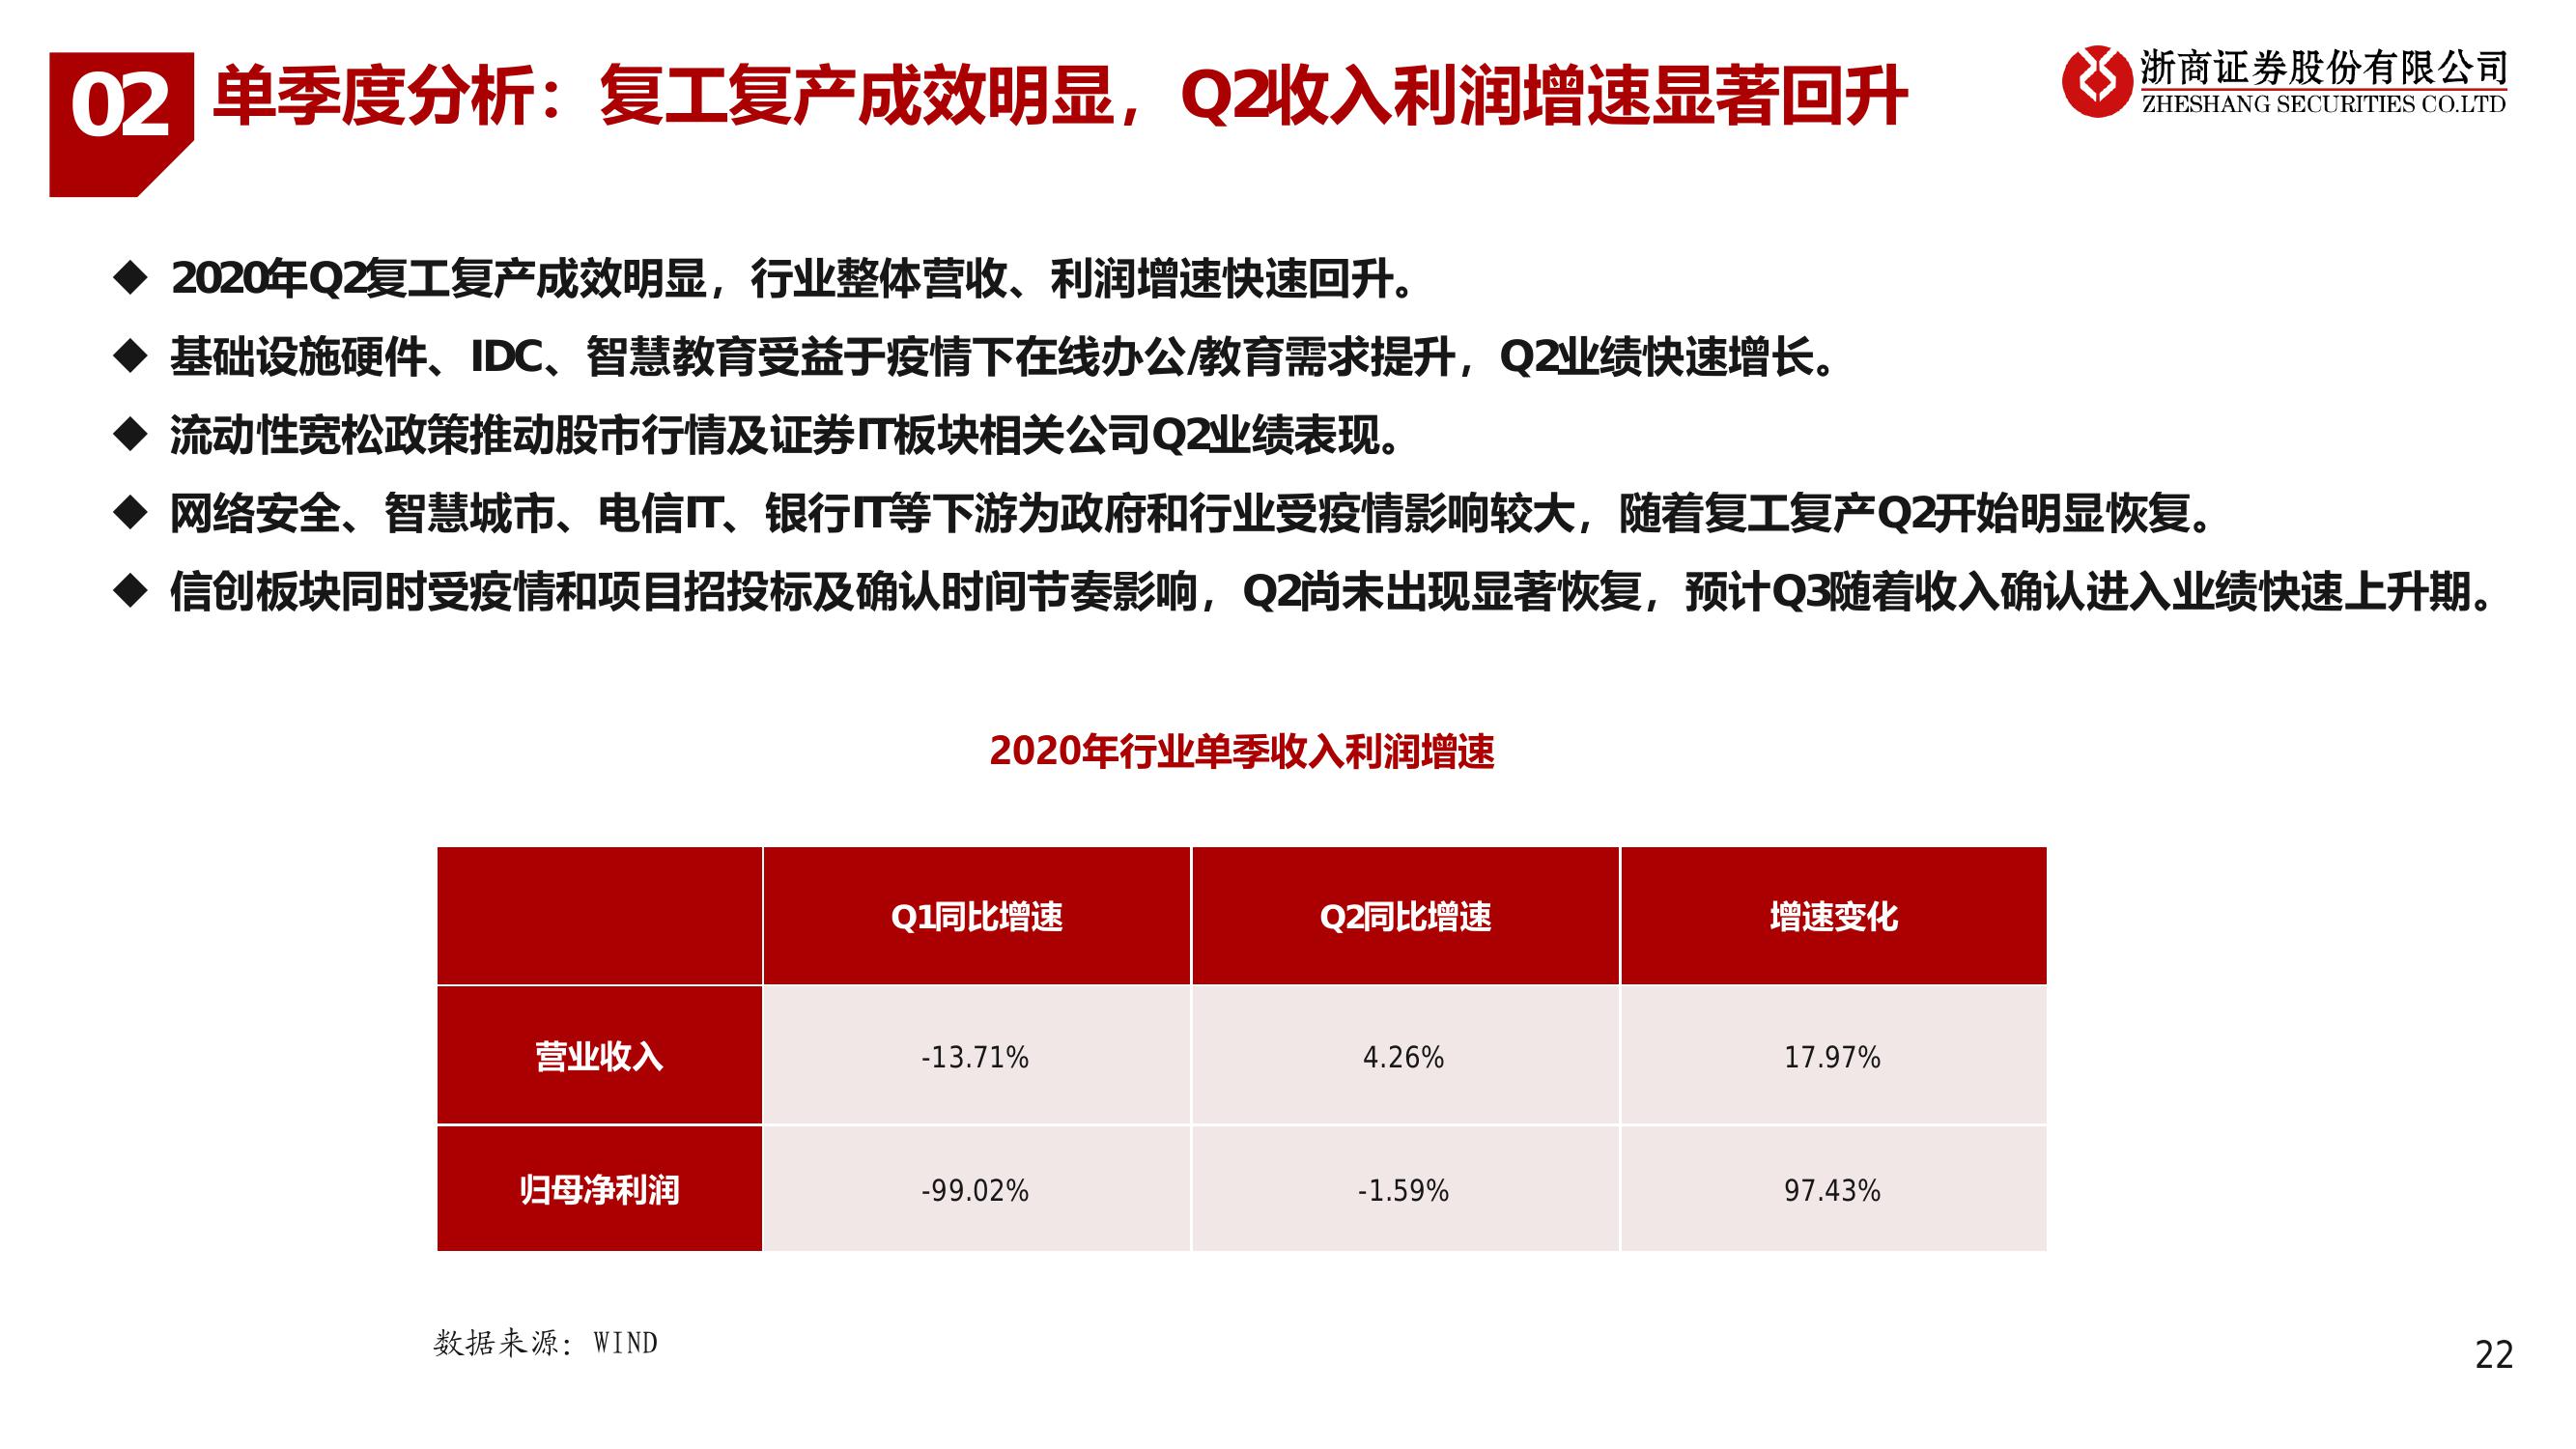 02
单季度分析：复工复产成效明显，Q2收入利润增速显著回升
浙商证券股份有限公司
ZHESHANG SECURITIES CO.LTD
◆ 2020年Q2复工复产成效明显，行业整体营收、利润增速快速回升。
◆ 基础设施硬件、IDC、智慧教育受益于疫情下在线办公/教育需求提升，Q2业绩快速增长。
◆ 流动性宽松政策推动股市行情及证券IT板块相关公司Q2业绩表现。
◆ 网络安全、智慧城市、电信IT、银行IT等下游为政府和行业受疫情影响较大，随着复工复产Q2开始明显恢复。
◆ 信创板块同时受疫情和项目招投标及确认时间节奏影响，Q2尚未出现显著恢复，预计Q3随着收入确认进入业绩快速上升期。
2020年行业单季收入利润增速
Q1同比增速 Q2同比增速 增速变化
营业收入 -13.71% 4.26% 17.97%
归母净利润 -99.02% -1.59% 97.43%
数据来源：WIND
22